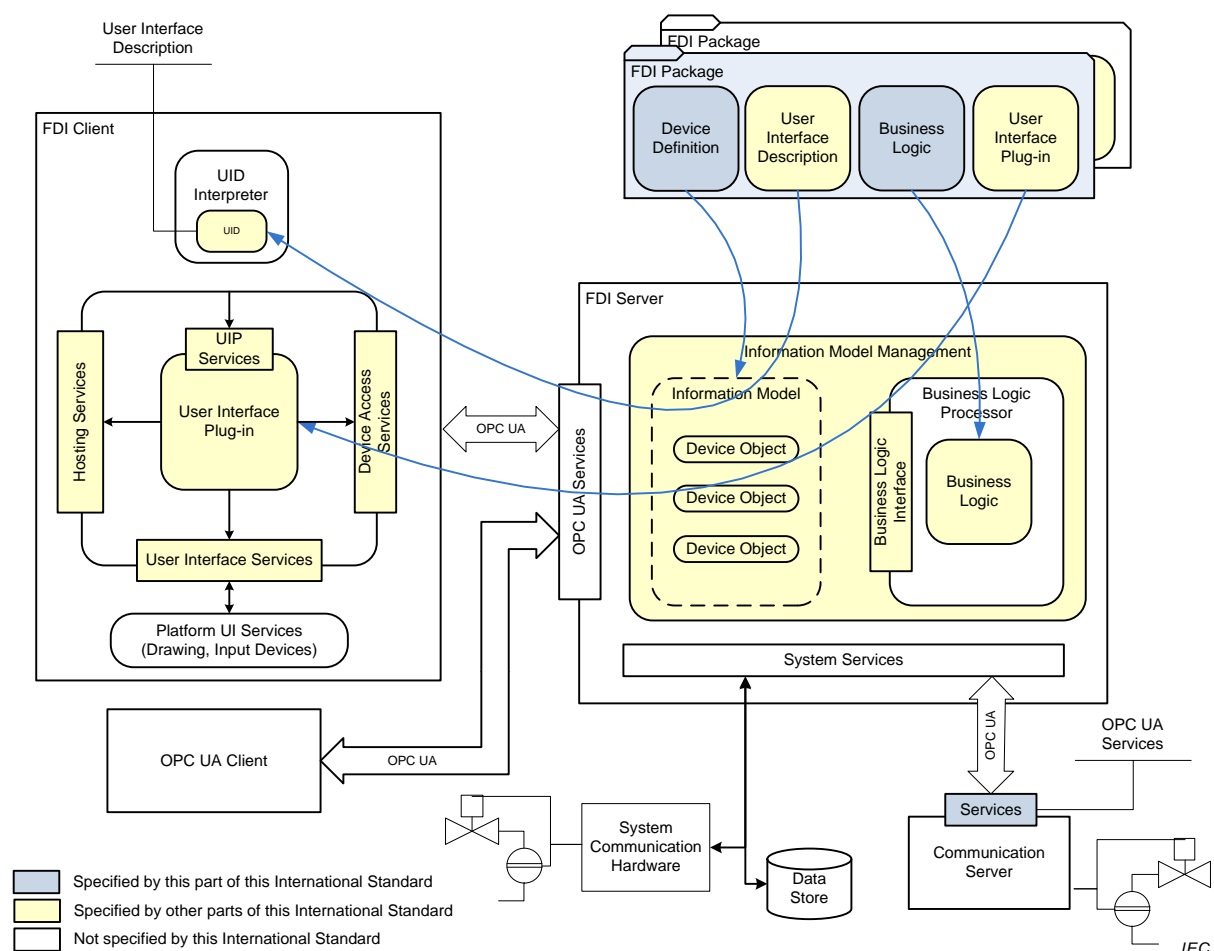 User Interface
Description
FDI Package
FDI Package
Device
Definition
User
Interface
Description
Business
Logic
User
Interface
Plug-in
FDI Client
UID
Interpreter
UID
UIP
Services
Hosting Services
User Interface
Plug-in
Device Access
Services
User Interface Services
Platform UI Services
(Drawing, Input Devices)
OPC UA
FDI Server
OPC UA Services
Information Model Management
Information Model
Device Object
Device Object
Device Object
Business Logic
Processor
Business Logic
Interface
Business
Logic
System Services
OPC UA Client
OPC UA
OPC UA
OPC UA
Services
System
Communication
Hardware
Data
Store
Services
Communication
Server
Specified by this part of this International Standard
Specified by other parts of this International Standard
Not specified by this International Standard
IEC